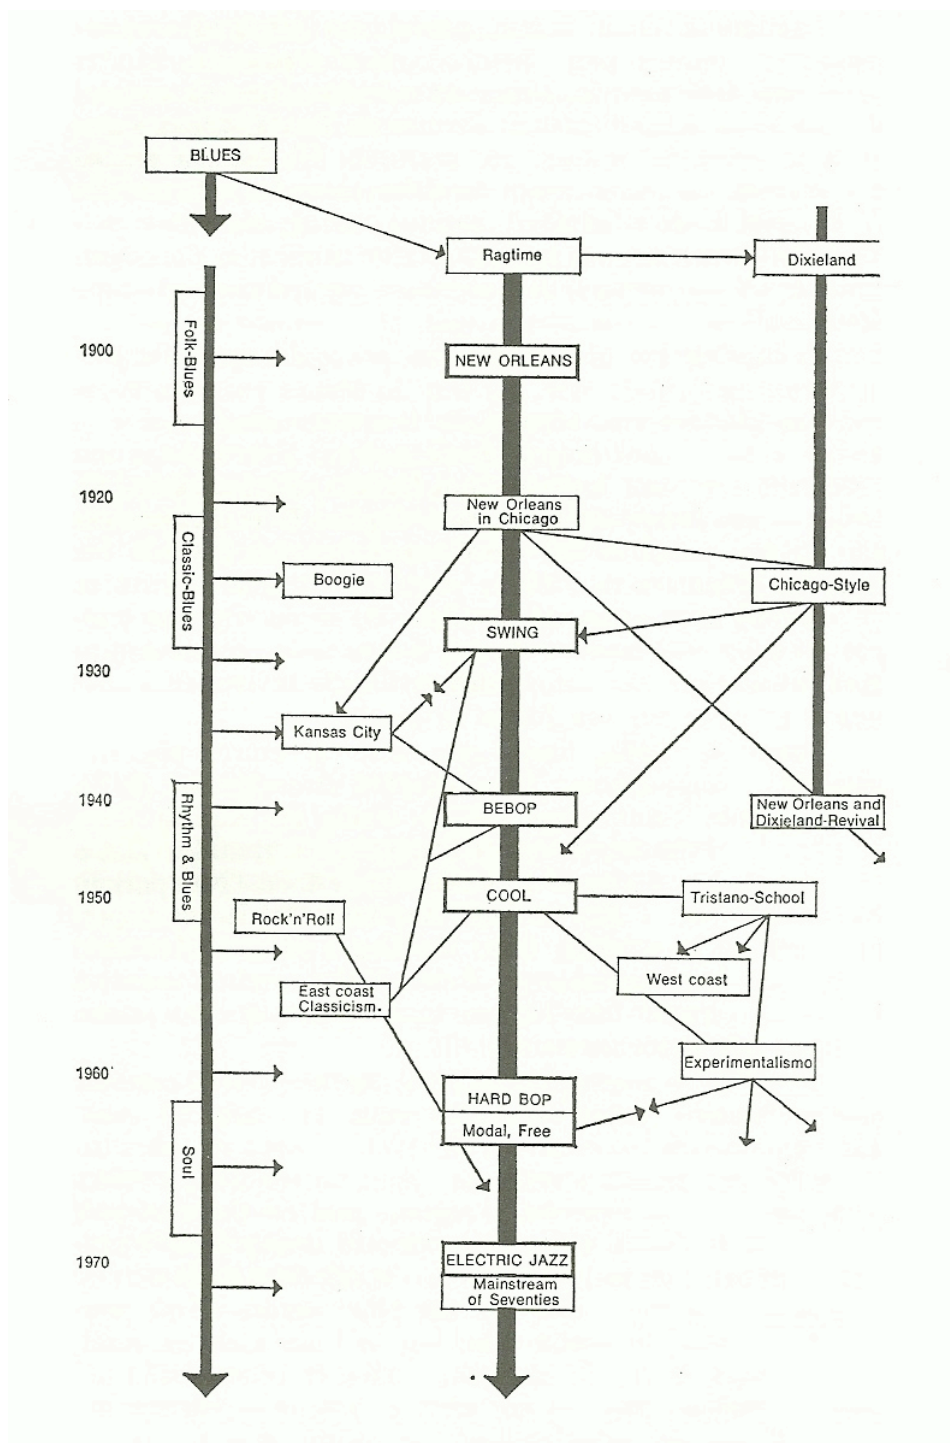 BLUES
Ragtime
Dixieland
Folk-Blues
1900
NEW ORLEANS
1920
New Orleans
in Chicago
Classic-Blues
Boogie
Chicago-Style
SWING
1930
Kansas City
1940
Rhythm & Blues
BEBOP
New Orleans and
Dixieland-Revival
1950
COOL
Tristano-School
Rock'n'Roll
West coast
East coast
Classicism.
Experimentalismo
1960
HARD BOP
Modal, Free
Soul
1970
ELECTRIC JAZZ
Mainstream
of Seventies